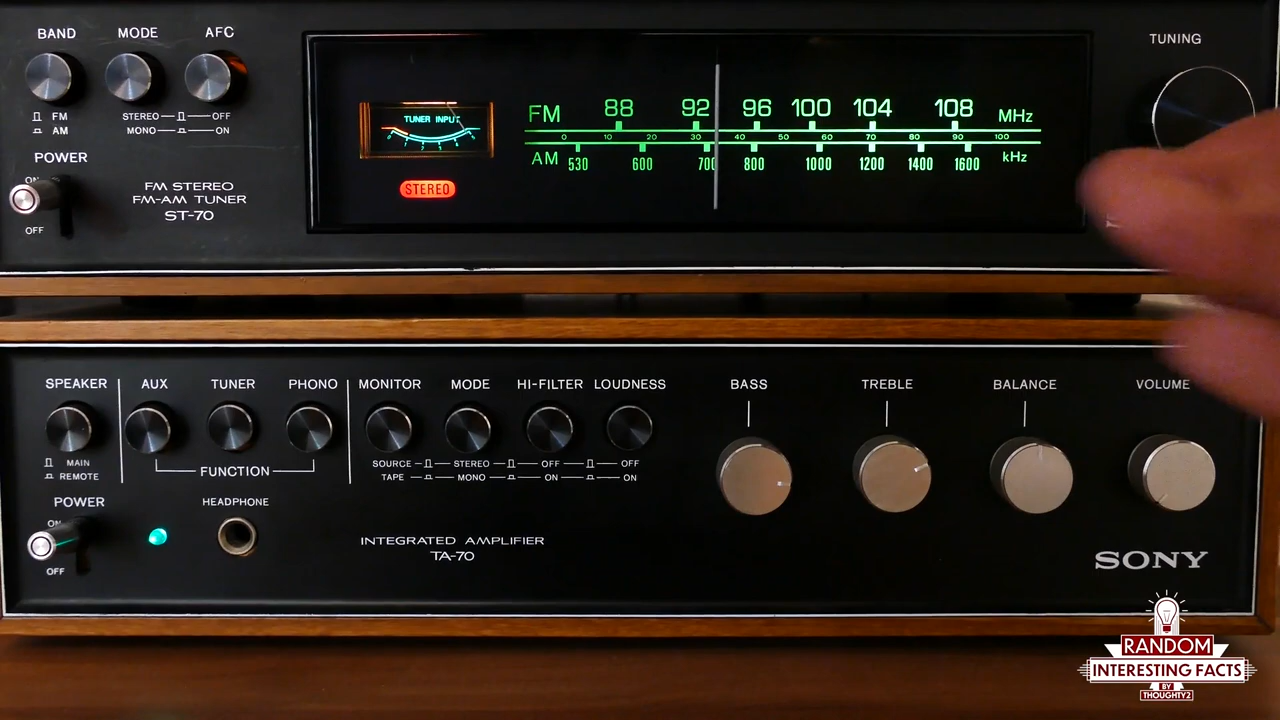 BAND MODE AFC
TUNING
FM STEREO OFF
AM MONO ON
POWER
ON
OFF
FM STEREO
FM-AM TUNER
ST-70
TUNER INPUT
STEREO
FM 88 92 96 100 104 108 MHz
0 10 20 30 40 50 60 70 80 90 100
AM 530 600 700 800 1000 1200 1400 1600 kHz
SPEAKER AUX TUNER PHONO MONITOR MODE HI-FILTER LOUDNESS BASS TREBLE BALANCE VOLUME
MAIN
REMOTE
FUNCTION
SOURCE STEREO OFF OFF
TAPE MONO ON ON
POWER
ON
OFF
HEADPHONE
INTEGRATED AMPLIFIER
TA-70
SONY
RANDOM
INTERESTING FACTS
BY
THOUGHTY2